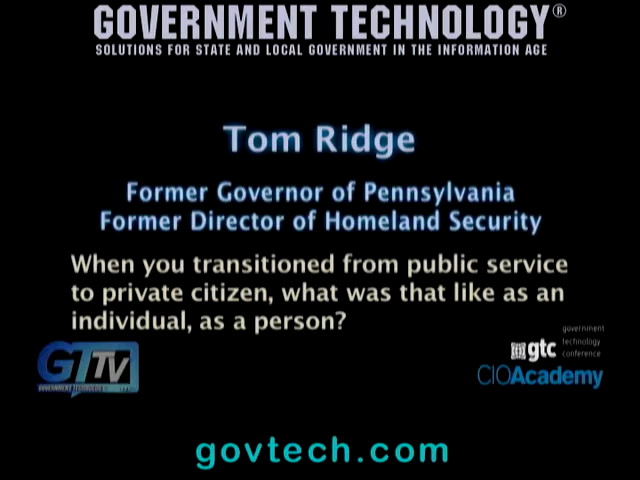 GOVERNMENT TECHNOLOGY®
SOLUTIONS FOR STATE AND LOCAL GOVERNMENT IN THE INFORMATION AGE
Tom Ridge
Former Governor of Pennsylvania
Former Director of Homeland Security
When you transitioned from public service
to private citizen, what was that like as an
individual, as a person?
GTTV
GOVERNMENT TECHNOLOGY
gtc
government
technology
conference
CIOAcademy
govtech.com